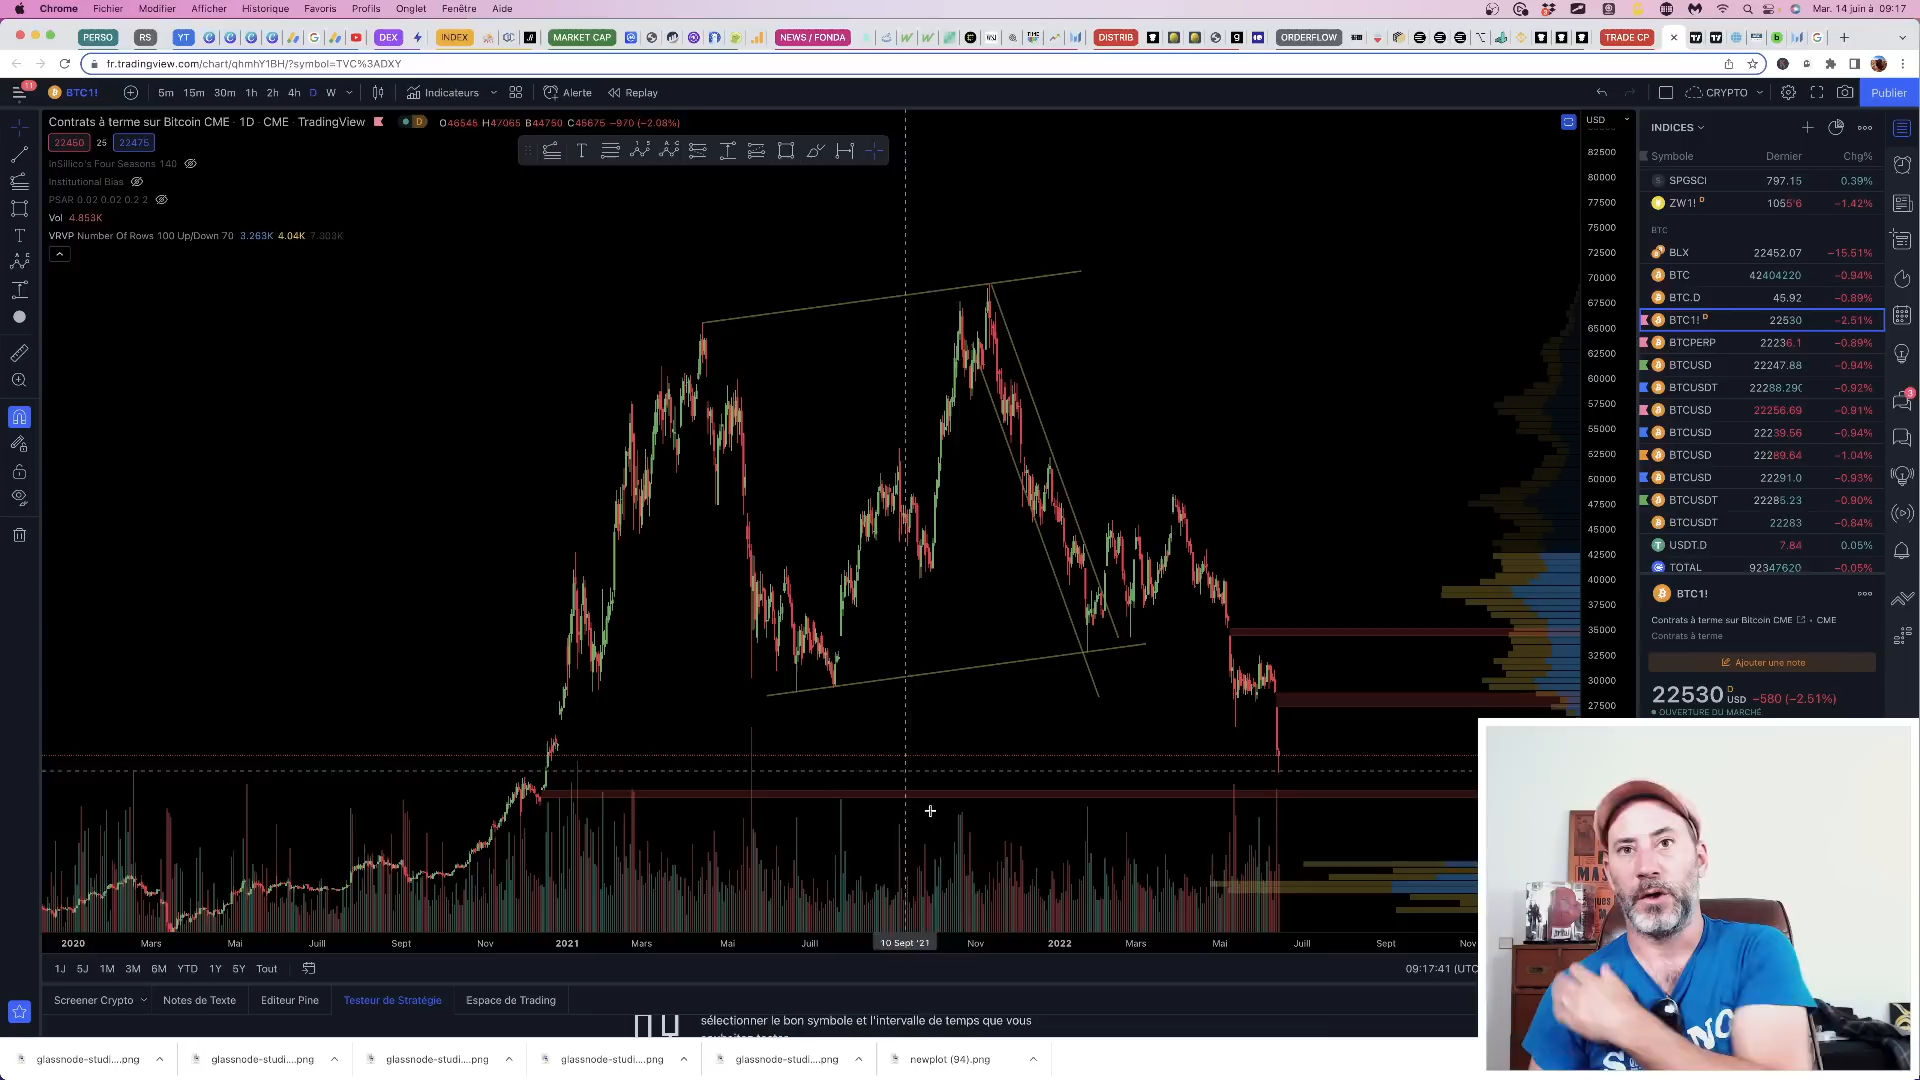 Chrome Fichier Modifier Afficher Historique Favoris Profils Onglet Fenêtre Aide Mar. 14 juin à 09:17
PERSO RS YT DEX INDEX MARKET CAP NEWS / FONDA DISTRIB ORDERFLOW TRADE CP
fr.tradingview.com/chart/qhmhY1BH/?symbol=TVC%3ADXY
11 BTC1! 5m 15m 30m 1h 2h 4h D W Indicateurs Alerte Replay CRYPTO Publier
Contrats à terme sur Bitcoin CME · 1D · CME · TradingView D O46545 H47065 B44750 C45675 −970 (−2.08%)
22450 25 22475
InSillico's Four Seasons 140
Institutional Bias
PSAR 0.02 0.02 0.2 2
Vol 4.853K
VRVP Number Of Rows 100 Up/Down 70 3.263K 4.04K 7.303K
USD
82500
80000
77500
75000
72500
70000
67500
65000
62500
60000
57500
55000
52500
50000
47500
45000
42500
40000
37500
35000
32500
30000
27500
2020 Mars Mai Juill Sept Nov 2021 Mars Mai Juill 10 Sept '21 Nov 2022 Mars Mai Juill Sept Nov
1J 5J 1M 3M 6M YTD 1Y 5Y Tout 09:17:41 (UTC
Screener Crypto Notes de Texte Editeur Pine Testeur de Stratégie Espace de Trading
sélectionner le bon symbole et l'intervalle de temps que vous
INDICES
Symbole Dernier Chg%
SPGSCI 797.15 0.39%
ZW1! D 1055'6 −1.42%
BTC
BLX 22452.07 −15.51%
BTC 42404220 −0.94%
BTC.D 45.92 −0.89%
BTC1! D 22530 −2.51%
BTCPERP 22236.1 −0.89%
BTCUSD 22247.88 −0.94%
BTCUSDT 22288.290 −0.92%
BTCUSD 22256.69 −0.91%
BTCUSD 22239.56 −0.94%
BTCUSD 22289.64 −1.04%
BTCUSD 22291.0 −0.93%
BTCUSDT 22285.23 −0.90%
BTCUSDT 22283 −0.84%
USDT.D 7.84 0.05%
TOTAL 92347620 −0.05%
BTC1!
Contrats à terme sur Bitcoin CME · CME
Contrats à terme
Ajouter une note
22530 D USD −580 (−2.51%)
OUVERTURE DU MARCHÉ
3
glassnode-studi....png glassnode-studi....png glassnode-studi....png glassnode-studi....png glassnode-studi....png newplot (94).png